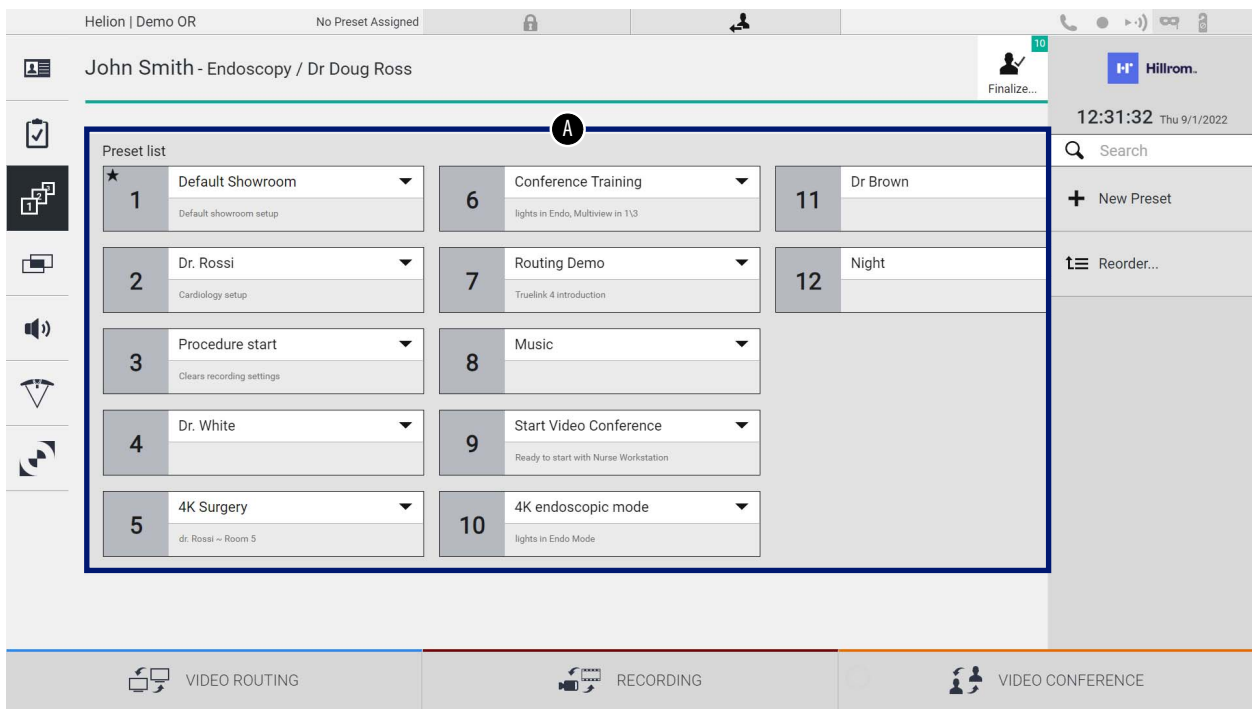 Helion | Demo OR
No Preset Assigned
John Smith - Endoscopy / Dr Doug Ross
10
Finalize...
Hillrom™
12:31:32 Thu 9/1/2022
A
Preset list
1
Default Showroom
Default showroom setup
2
Dr. Rossi
Cardiology setup
3
Procedure start
Clears recording settings
4
Dr. White
5
4K Surgery
dr. Rossi ~ Room 5
6
Conference Training
lights in Endo, Multiview in 1\3
7
Routing Demo
Truelink 4 introduction
8
Music
9
Start Video Conference
Ready to start with Nurse Workstation
10
4K endoscopic mode
lights in Endo Mode
11
Dr Brown
12
Night
Search
New Preset
Reorder...
VIDEO ROUTING
RECORDING
VIDEO CONFERENCE